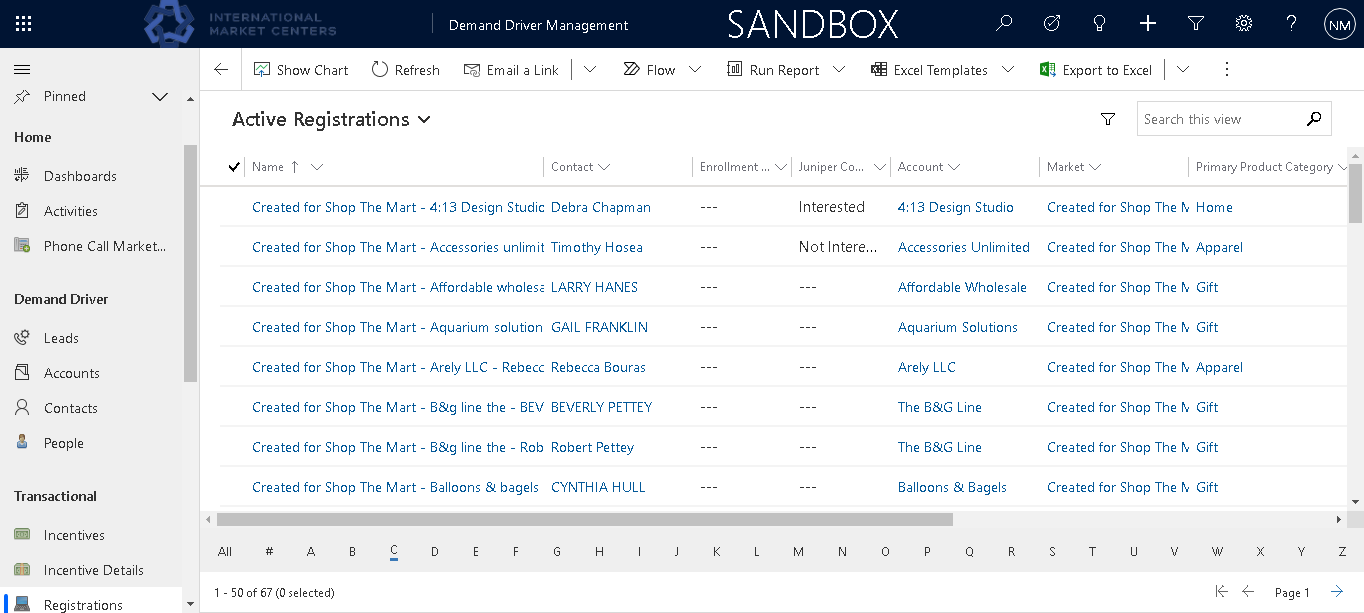 INTERNATIONAL
MARKET CENTERS
Demand Driver Management
SANDBOX
NM
Pinned
Home
Dashboards
Activities
Phone Call Market...
Demand Driver
Leads
Accounts
Contacts
People
Transactional
Incentives
Incentive Details
Registrations
Show Chart Refresh Email a Link Flow Run Report Excel Templates Export to Excel
Active Registrations
Search this view
Name Contact Enrollment ... Juniper Co... Account Market Primary Product Category
Created for Shop The Mart - 4:13 Design Studio Debra Chapman --- Interested 4:13 Design Studio Created for Shop The M Home
Created for Shop The Mart - Accessories unlimit Timothy Hosea --- Not Intere... Accessories Unlimited Created for Shop The M Apparel
Created for Shop The Mart - Affordable wholesa LARRY HANES --- --- Affordable Wholesale Created for Shop The M Gift
Created for Shop The Mart - Aquarium solution GAIL FRANKLIN --- --- Aquarium Solutions Created for Shop The M Gift
Created for Shop The Mart - Arely LLC - Rebecc Rebecca Bouras --- --- Arely LLC Created for Shop The M Apparel
Created for Shop The Mart - B&g line the - BEV BEVERLY PETTEY --- --- The B&G Line Created for Shop The M Gift
Created for Shop The Mart - B&g line the - Rob Robert Pettey --- --- The B&G Line Created for Shop The M Gift
Created for Shop The Mart - Balloons & bagels CYNTHIA HULL --- --- Balloons & Bagels Created for Shop The M Gift
All # A B C D E F G H I J K L M N O P Q R S T U V W X Y Z
1 - 50 of 67 (0 selected)
Page 1